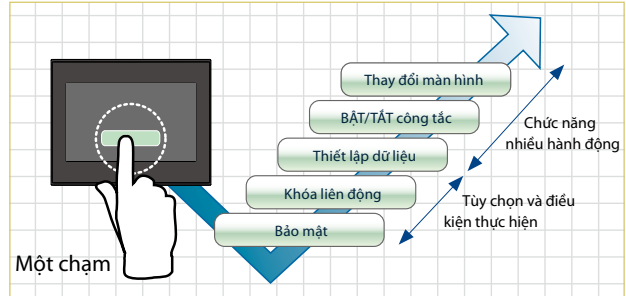 Thay đổi màn hình
BẬT/TẮT công tắc
Thiết lập dữ liệu
Khóa liên động
Bảo mật
Chức năng
nhiều hành động
Tùy chọn và điều
kiện thực hiện
Một chạm